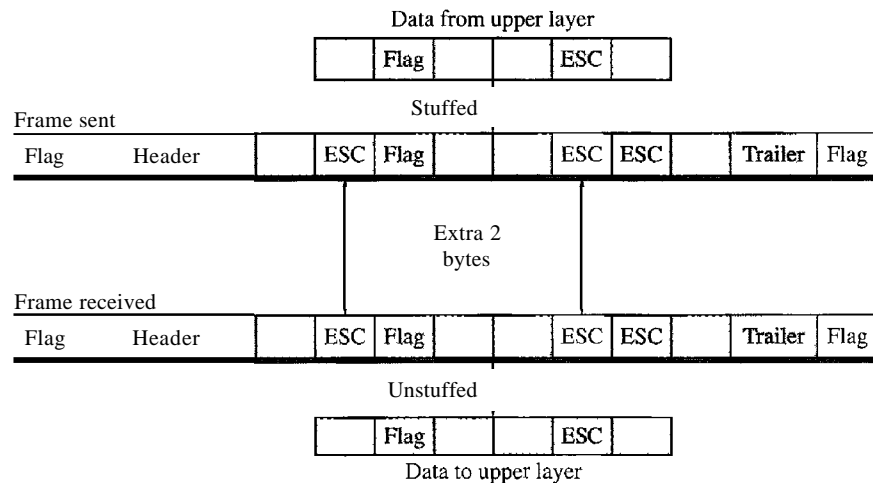 Data from upper layer
Flag ESC
Stuffed
Frame sent
Flag Header ESC Flag ESC ESC Trailer Flag
Extra 2
bytes
Frame received
Flag Header ESC Flag ESC ESC Trailer Flag
Unstuffed
Flag ESC
Data to upper layer